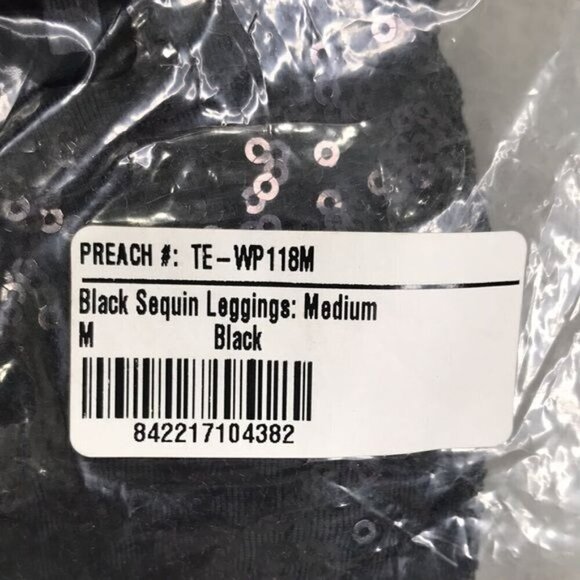 PREACH #: TE-WP118M
Black Sequin Leggings: Medium
M Black
842217104382